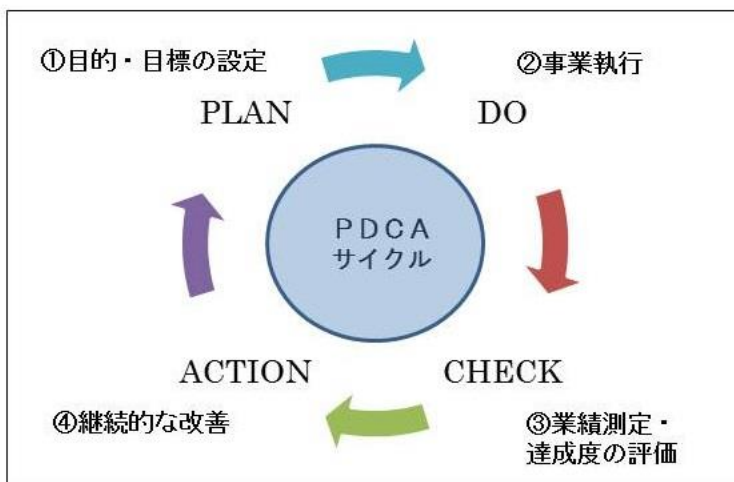 ①目的・目標の設定
PLAN
②事業執行
DO
PDCA
サイクル
ACTION
④継続的な改善
CHECK
③業績測定・
達成度の評価